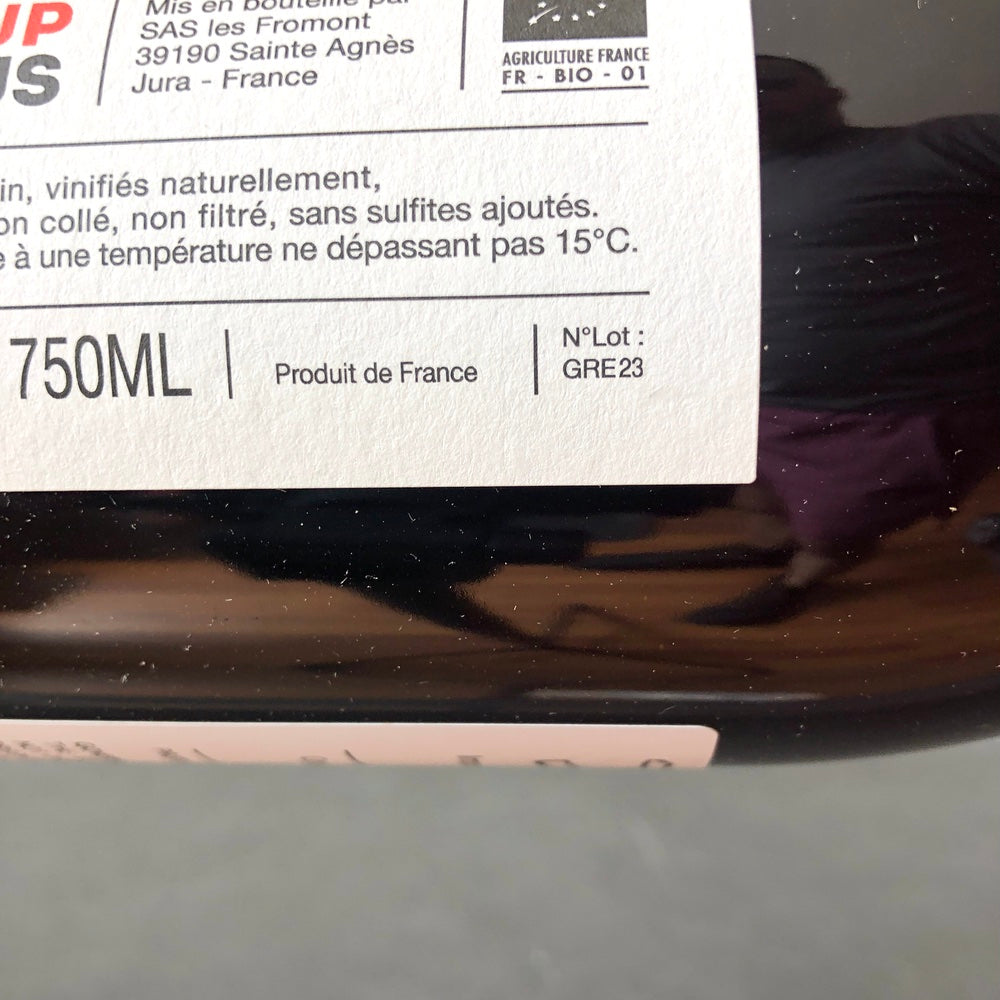 UP
US
Mis en bouteille par
SAS les Fromont
39190 Sainte Agnès
Jura - France
AGRICULTURE FRANCE
FR - BIO - 01
in, vinifiés naturellement,
on collé, non filtré, sans sulfites ajoutés.
e à une température ne dépassant pas 15°C.
750ML
Produit de France
N°Lot :
GRE23